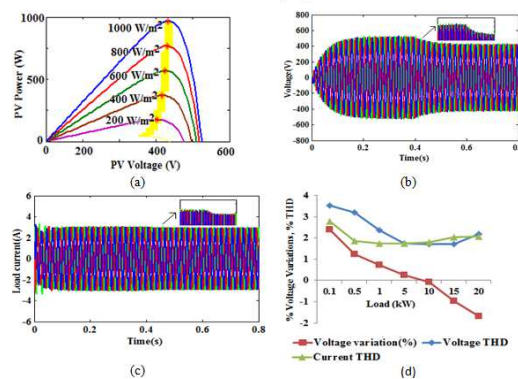 1000
500
0
PV Power (W)
1000 W/m²
800 W/m²
600 W/m²
400 W/m²
200 W/m²
0 200 400 600
PV Voltage (V)
(a)
600
400
200
0
-200
-400
-600
Voltage(V)
0 0.2 0.4 0.6 0.8
Time(s)
(b)
6
4
2
0
-2
-4
-6
Load current(A)
0 0.2 0.4 0.6 0.8
Time(s)
(c)
4
3
2
1
0
-1
-2
% Voltage Variations, % THD
0.1 0.5 1 5 10 15 20
Load (kW)
Voltage variation(%)
Voltage THD
Current THD
(d)